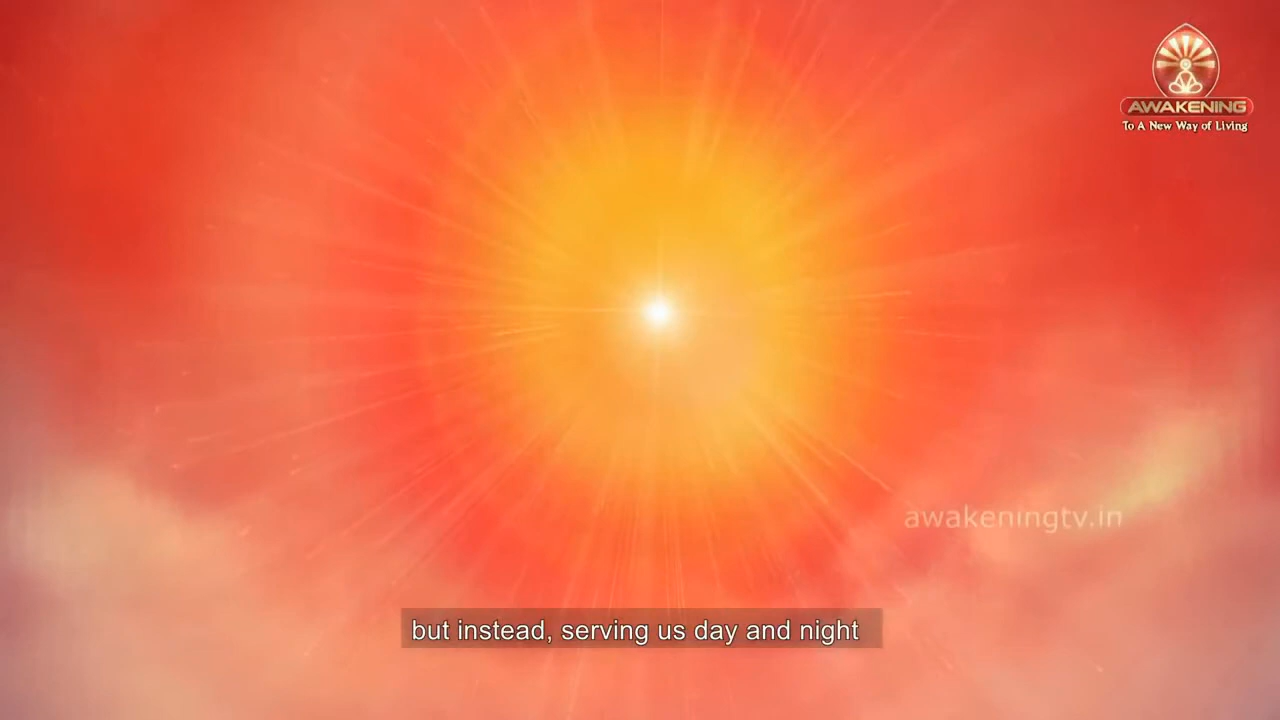 AWAKENING
To A New Way of Living
awakeningtv.in
but instead, serving us day and night